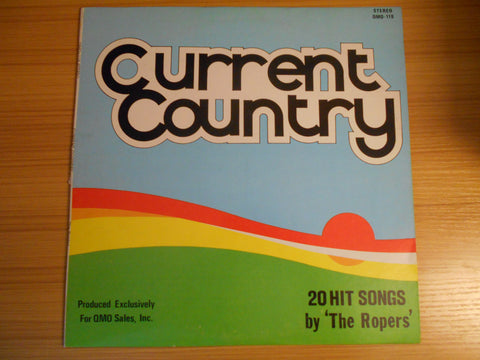 STEREO
QMO-115
Current
Country
20 HIT SONGS
by 'The Ropers'
Produced Exclusively
For QMO Sales, Inc.